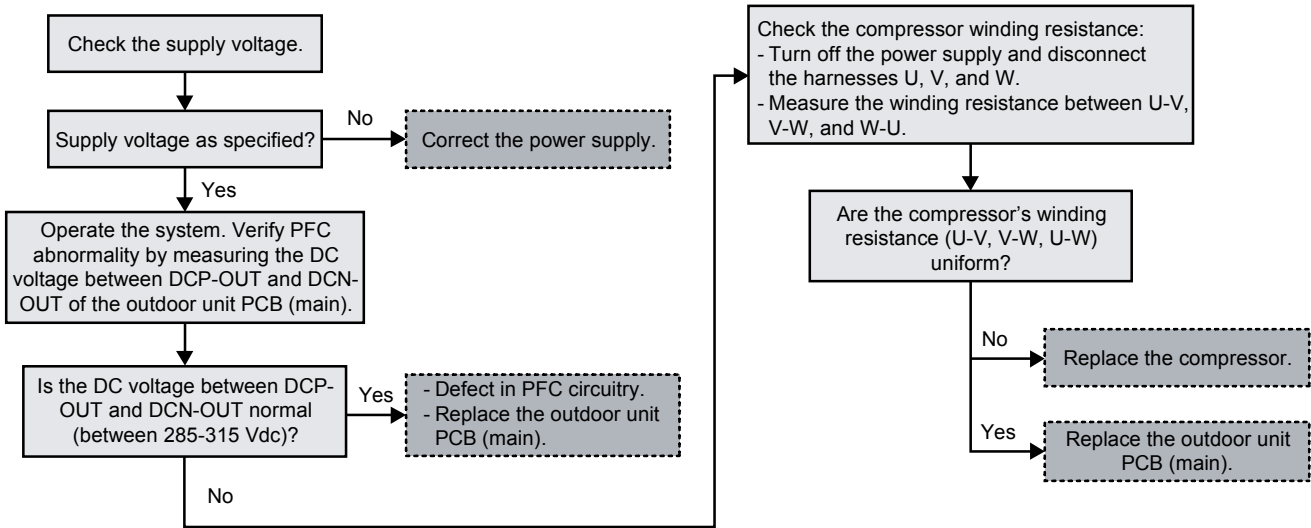 Check the supply voltage.
Supply voltage as specified?
No
Correct the power supply.
Yes
Operate the system. Verify PFC
abnormality by measuring the DC
voltage between DCP-OUT and DCN-
OUT of the outdoor unit PCB (main).
Is the DC voltage between DCP-
OUT and DCN-OUT normal
(between 285-315 Vdc)?
Yes
- Defect in PFC circuitry.
- Replace the outdoor unit
PCB (main).
No
Check the compressor winding resistance:
- Turn off the power supply and disconnect
the harnesses U, V, and W.
- Measure the winding resistance between U-V,
V-W, and W-U.
Are the compressor's winding
resistance (U-V, V-W, U-W)
uniform?
No
Replace the compressor.
Yes
Replace the outdoor unit
PCB (main).